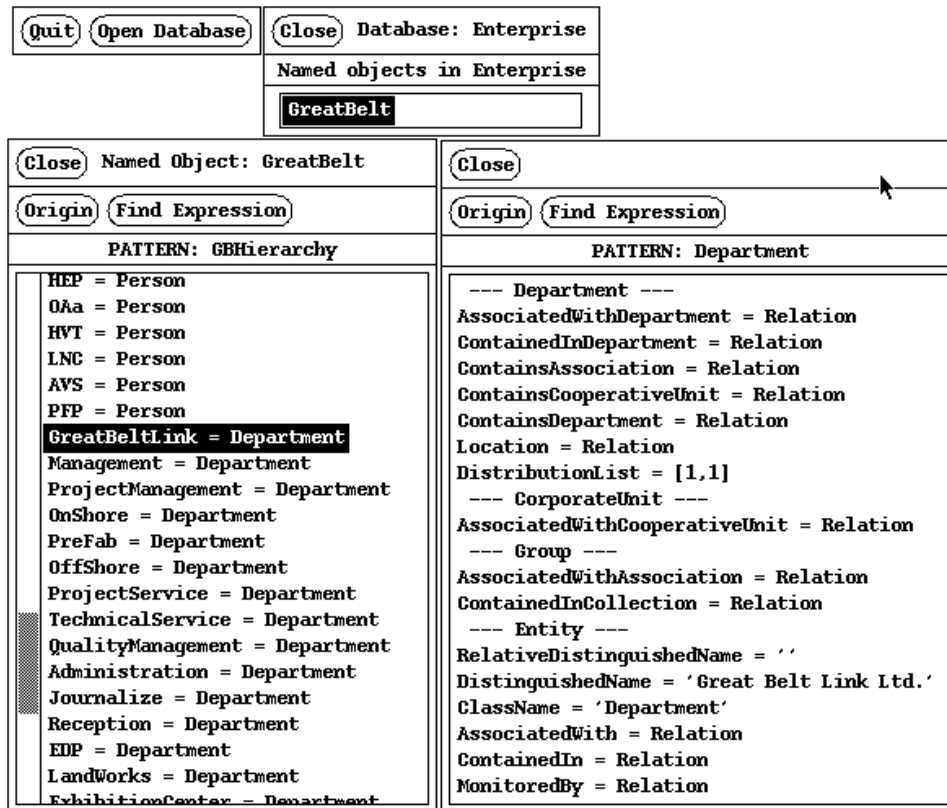 Quit Open Database
Close Database: Enterprise
Named objects in Enterprise
GreatBelt
Close Named Object: GreatBelt
Origin Find Expression
PATTERN: GBHierarchy
HEP = Person
OAa = Person
HVT = Person
LNC = Person
AVS = Person
PFP = Person
GreatBeltLink = Department
Management = Department
ProjectManagement = Department
OnShore = Department
PreFab = Department
OffShore = Department
ProjectService = Department
TechnicalService = Department
QualityManagement = Department
Administration = Department
Journalize = Department
Reception = Department
EDP = Department
LandWorks = Department
ExhibitionCenter = Department
Close
Origin Find Expression
PATTERN: Department
--- Department ---
AssociatedWithDepartment = Relation
ContainedInDepartment = Relation
ContainsAssociation = Relation
ContainsCooperativeUnit = Relation
ContainsDepartment = Relation
Location = Relation
DistributionList = [1,1]
--- CorporateUnit ---
AssociatedWithCooperativeUnit = Relation
--- Group ---
AssociatedWithAssociation = Relation
ContainedInCollection = Relation
--- Entity ---
RelativeDistinguishedName = ''
DistinguishedName = 'Great Belt Link Ltd.'
ClassName = 'Department'
AssociatedWith = Relation
ContainedIn = Relation
MonitoredBy = Relation